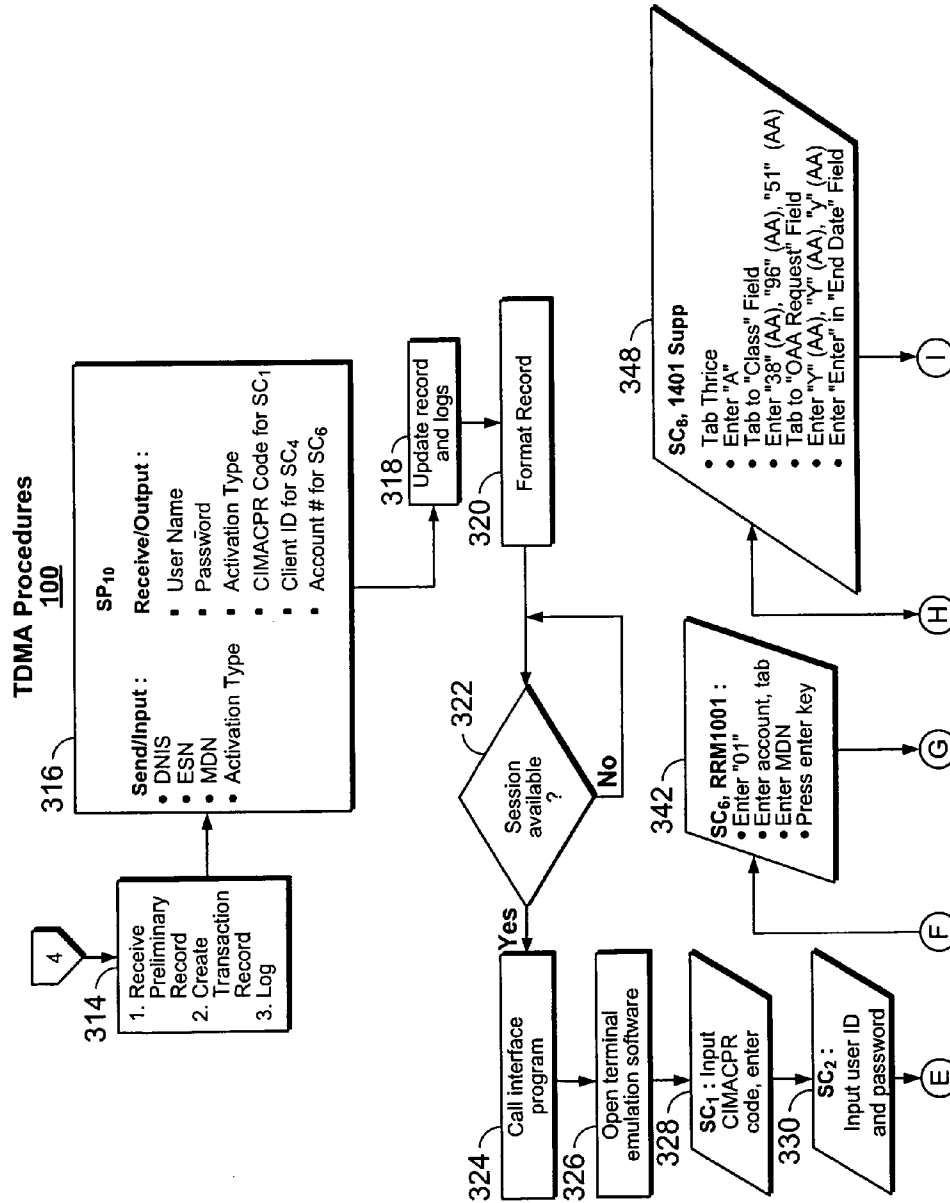 TDMA Procedures
100
4
314
1. Receive
Preliminary
Record
2. Create
Transaction
Record
3. Log
316
SP10
Send/Input :
• DNIS
• ESN
• MDN
• Activation Type
Receive/Output :
• User Name
• Password
• Activation Type
• CIMACPR Code for SC1
• Client ID for SC4
• Account # for SC6
318
Update record
and logs
320
Format Record
322
Session
available
?
No
Yes
324
Call interface
program
326
Open terminal
emulation software
328
SC1 : Input
CIMACPR
code, enter
330
SC2 :
Input user ID
and password
E
342
SC6, RRM1001 :
• Enter "01"
• Enter account, tab
• Enter MDN
• Press enter key
F
G
348
SC8, 1401 Supp
• Tab Thrice
• Enter "A"
• Tab to "Class" Field
• Enter "38" (AA), "96" (AA), "51" (AA)
• Tab to "OAA Request" Field
• Enter "Y" (AA), "Y" (AA), "y" (AA)
• Enter "Enter" in "End Date" Field
H
I